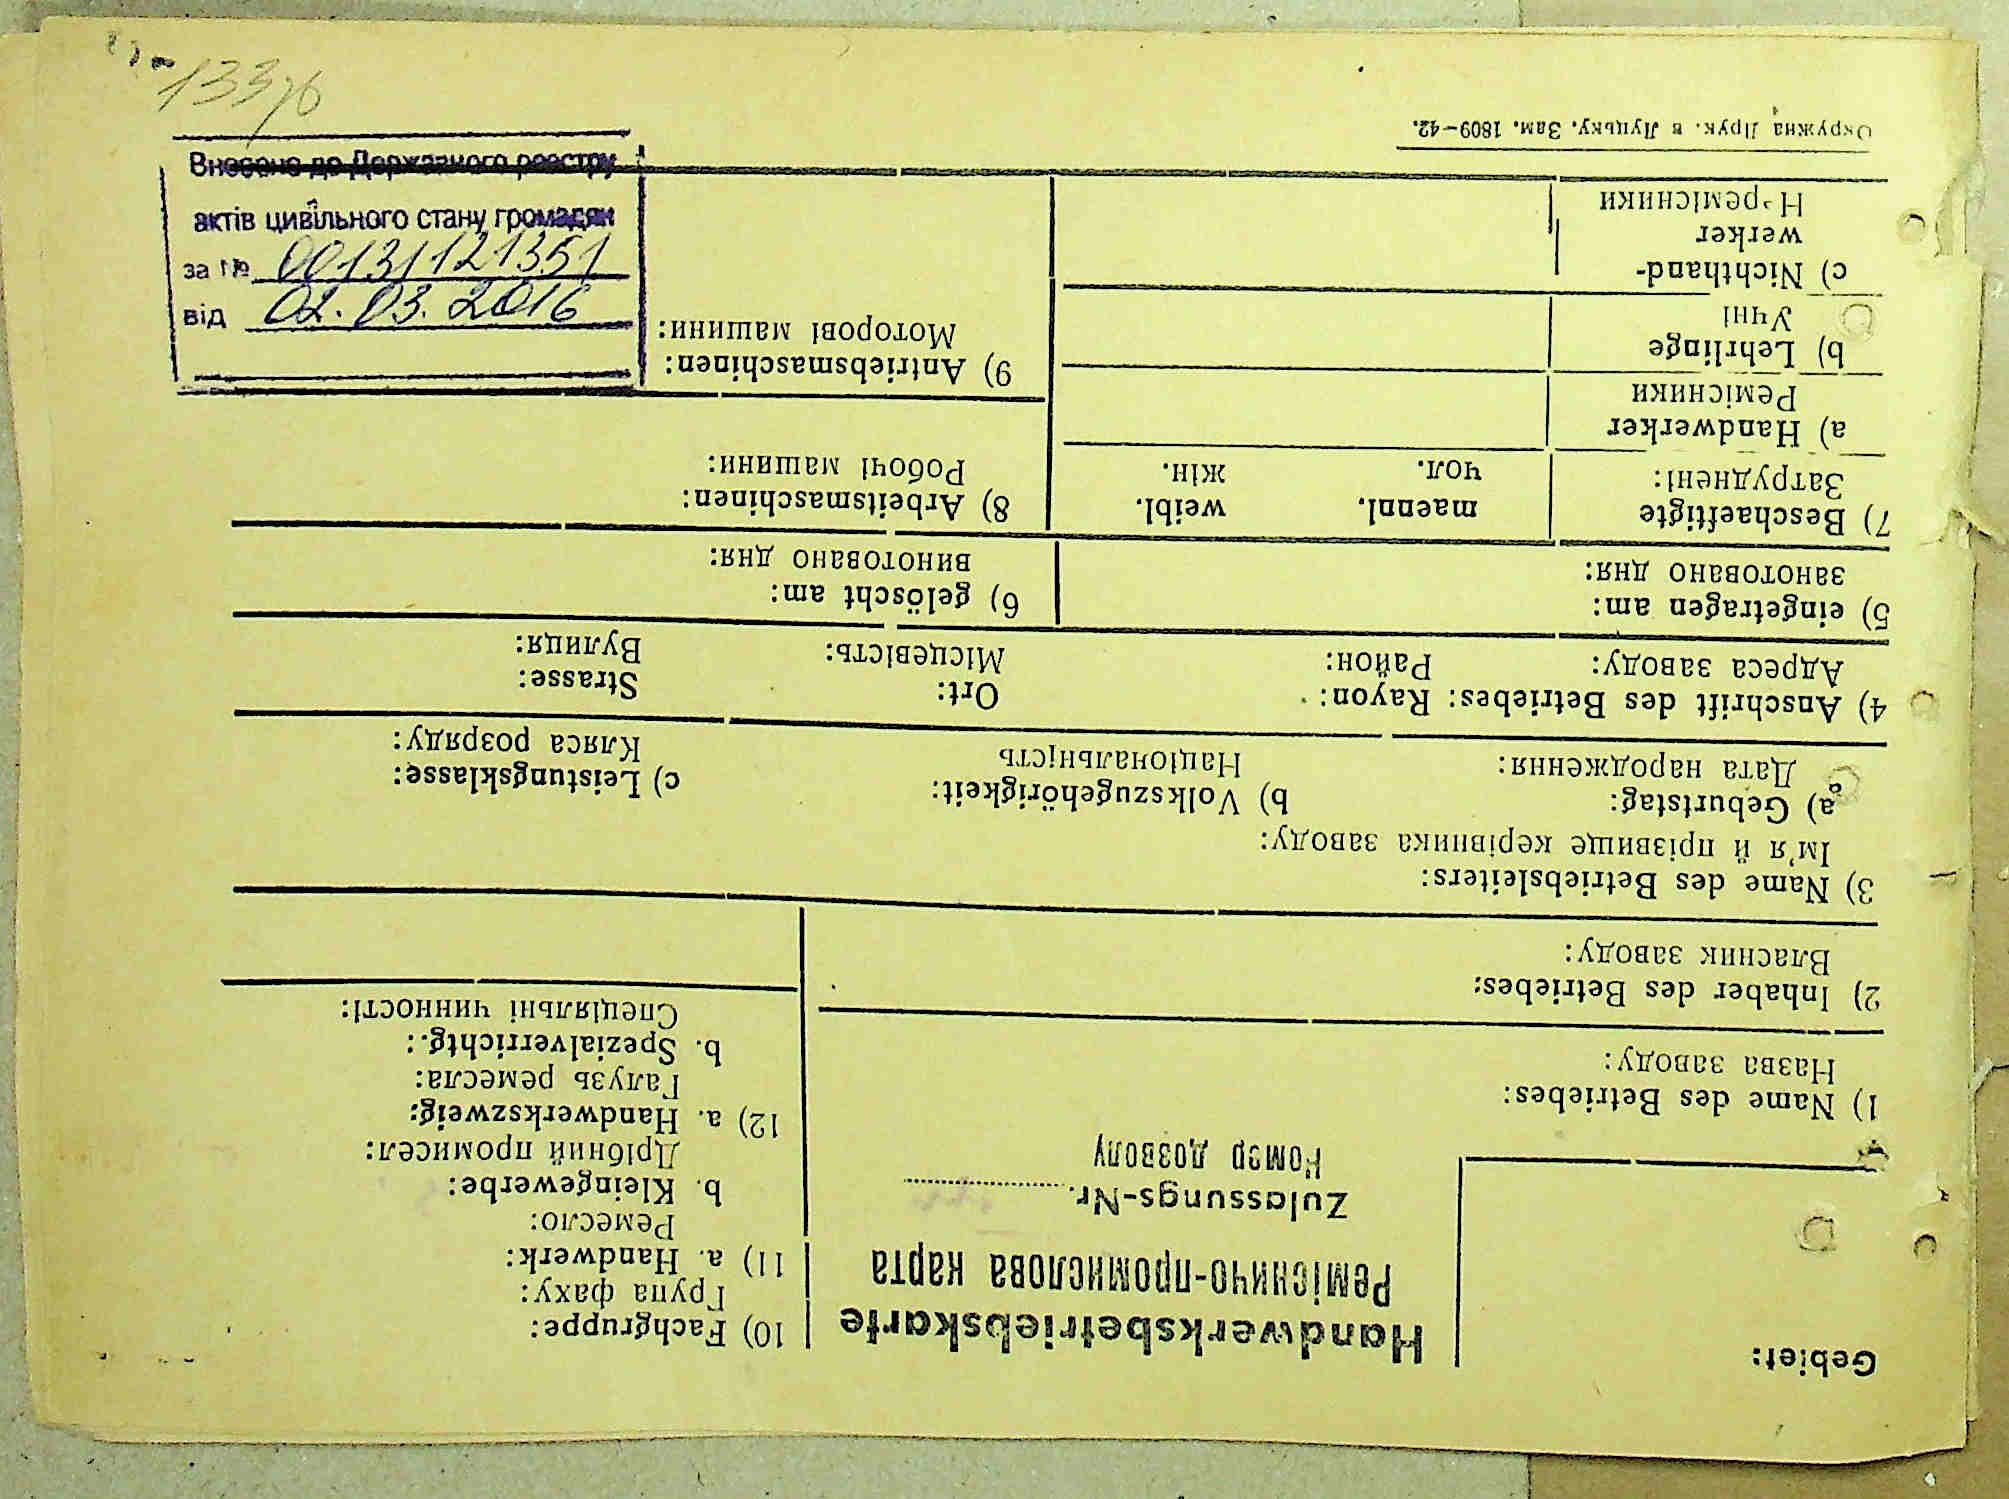 133зв
Внесено до Державного реєстру
актів цивільного стану громадян
за № 00131121351
від 02.03.2016
Gebiet:
Handwerksbetriebskarte
Ремісничо-промислова карта
Zulassungs-Nr.
Номэр дозволу
10) Fachgruppe:
Група фаху:
11) a. Handwerk:
Ремесло:
b. Kleingewerbe:
Дрібний промисел:
12) a. Handwerkszweig:
Галузь ремесла:
b. Spezialverrichtg.:
Спеціяльні чинності:
1) Name des Betriebes:
Назва заводу:
2) Inhaber des Betriebes:
Власник заводу:
3) Name des Betriebsleiters:
Ім'я й прізвище керівника заводу:
a) Geburtstag:
Дата народження:
b) Volkszugehörigkeit:
Національність
c) Leistungsklasse:
Кляса розряду:
4) Anschrift des Betriebes: Rayon: Ort: Strasse:
Адреса заводу: Район: Місцевість: Вулиця:
5) eingetragen am:
занотовано дня:
6) gelöscht am:
винотовано дня:
7) Beschaeftigte maennl. weibl.
Затруднені: чол. жін.
a) Handwerker
Ремісники
b) Lehrlinge
Учні
c) Nichthand-
werker
Н'ремісники
8) Arbeitsmaschinen:
Робочі машини:
9) Antriebsmaschinen:
Моторові машини:
Окружна Друк. в Луцьку. Зам. 1809—42.